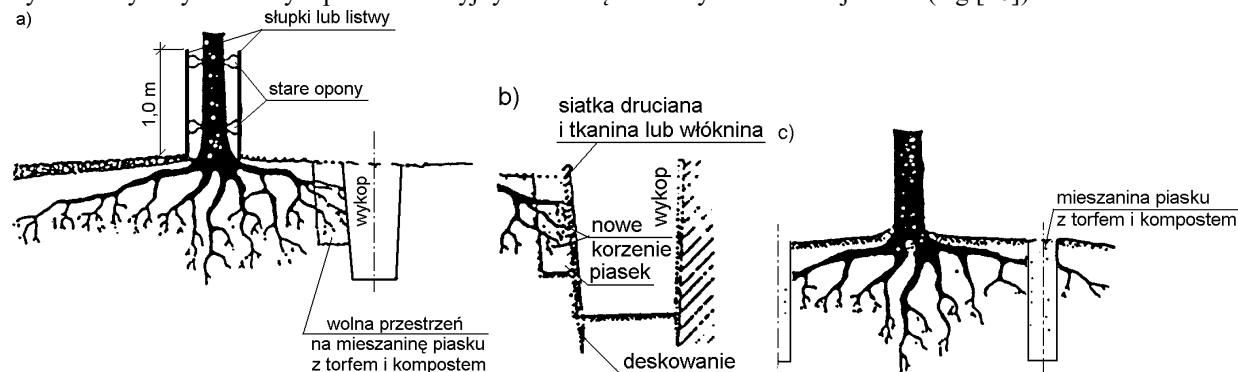 a)
słupki lub listwy
1,0 m
stare opony
wykop
wolna przestrzeń
na mieszaninę piasku
z torfem i kompostem
b)
siatka druciana
i tkanina lub włóknina
wykop
nowe
korzenie
piasek
deskowanie
c)
mieszanina piasku
z torfem i kompostem